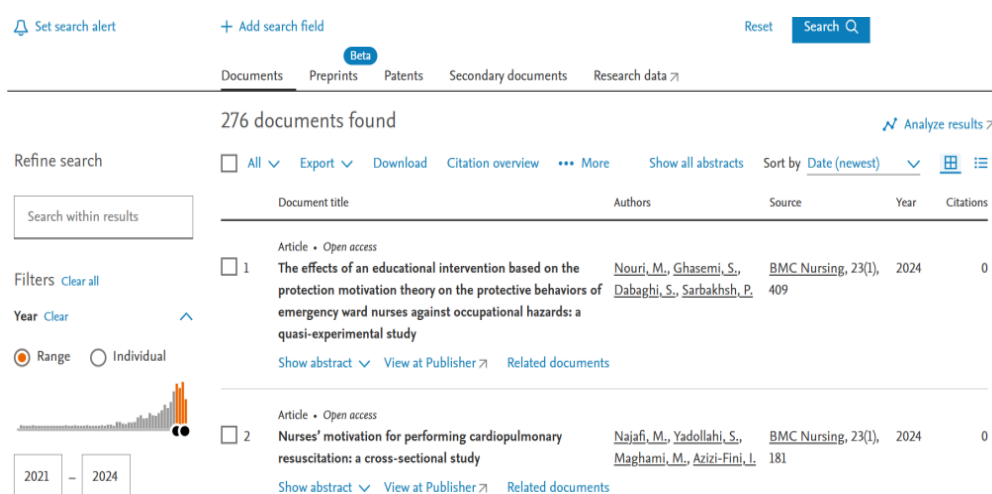 Set search alert
+ Add search field
Reset
Search
Beta
Documents Preprints Patents Secondary documents Research data
276 documents found
Analyze results
Refine search
All Export Download Citation overview ••• More Show all abstracts Sort by Date (newest)
Search within results
Document title Authors Source Year Citations
Article • Open access
1 The effects of an educational intervention based on the Nouri, M., Ghasemi, S., BMC Nursing, 23(1), 2024 0
protection motivation theory on the protective behaviors of Dabaghi, S., Sarbakhsh, P. 409
emergency ward nurses against occupational hazards: a
quasi-experimental study
Show abstract View at Publisher Related documents
Filters Clear all
Year Clear
Range Individual
Article • Open access
2 Nurses' motivation for performing cardiopulmonary Najafi, M., Yadollahi, S., BMC Nursing, 23(1), 2024 0
resuscitation: a cross-sectional study Maghami, M., Azizi-Fini, I. 181
Show abstract View at Publisher Related documents
2021 – 2024